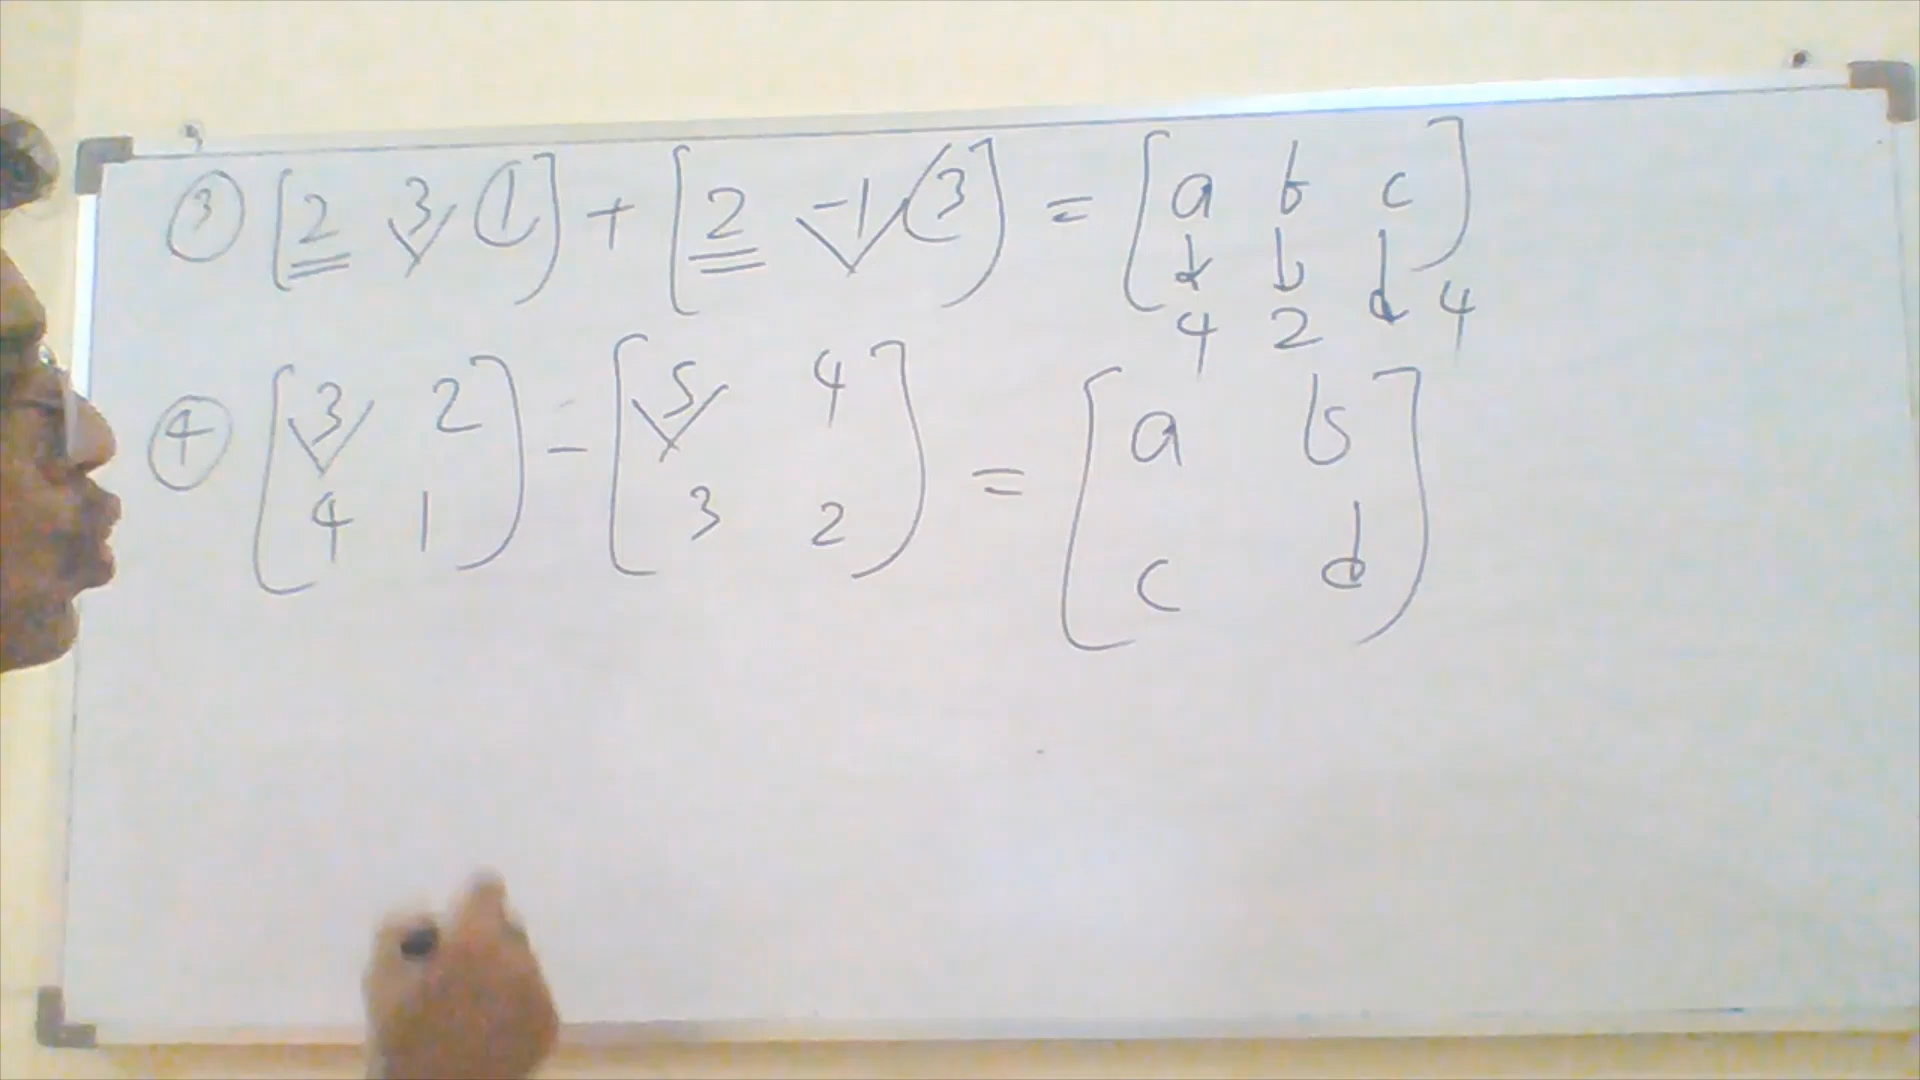 ③ [2 3 1] + [2 -1 3] = [a b c]
4 2 4
④ [3 2] - [5 4] = [a b]
[4 1] [3 2] [c d]